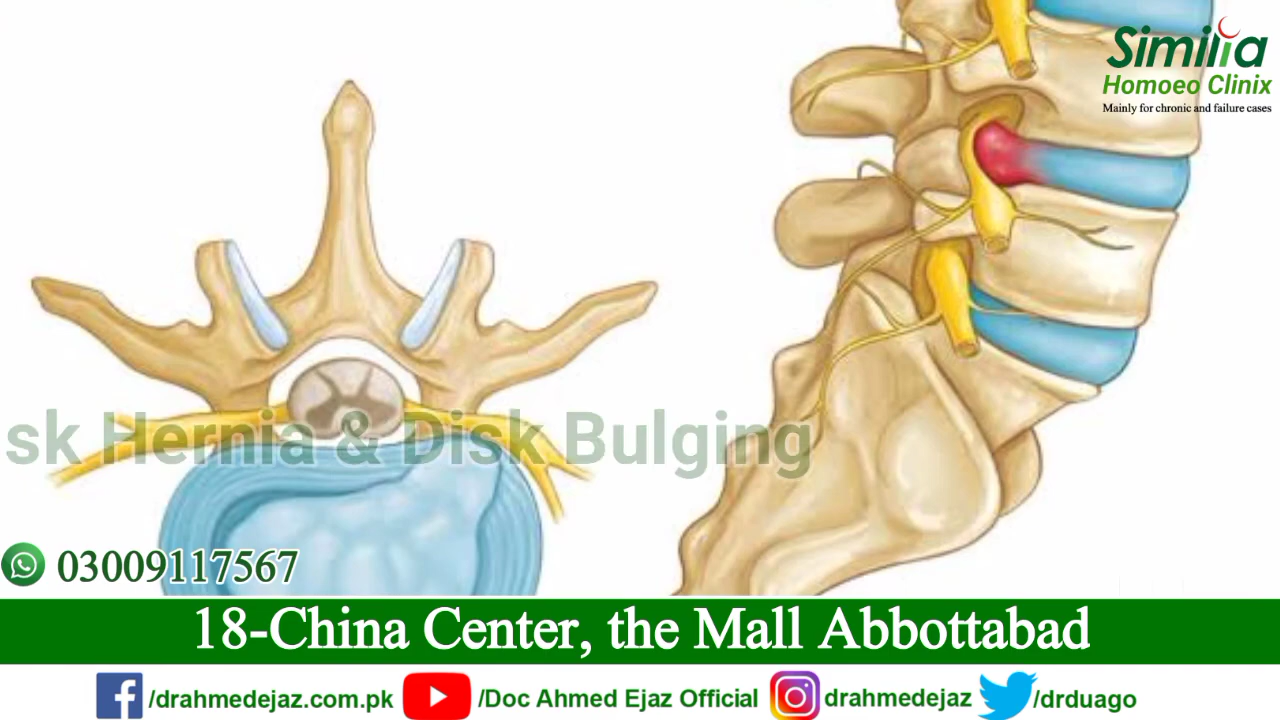 Similia
Homoeo Clinix
Mainly for chronic and failure cases
sk Hernia & Disk Bulging
03009117567
18-China Center, the Mall Abbottabad
/drahmedejaz.com.pk /Doc Ahmed Ejaz Official drahmedejaz /drduago